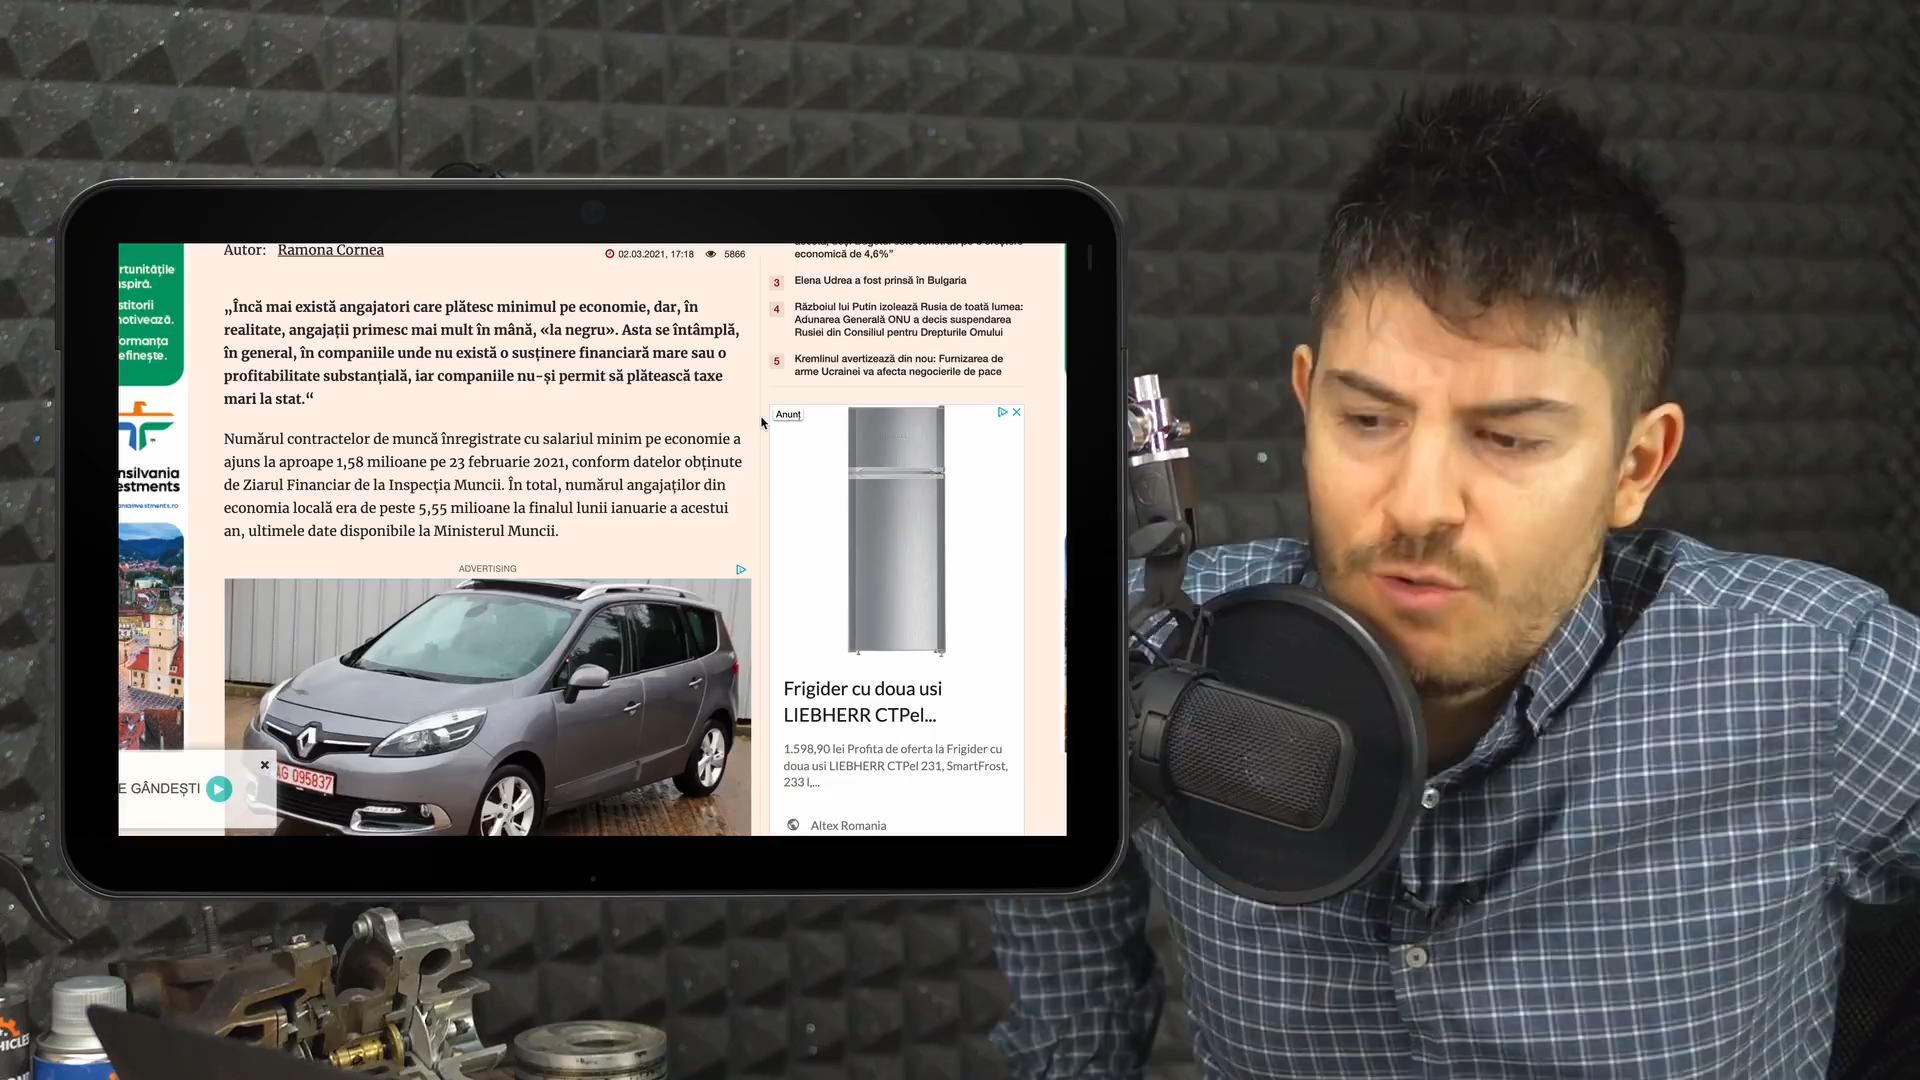 rtunitățile
nspiră.
stitorii
notivează.
ormanța
efinește.
nsilvania
estments
Autor: Ramona Cornea
02.03.2021, 17:18 5866
„Încă mai există angajatori care plătesc minimul pe economie, dar, în
realitate, angajații primesc mai mult în mână, «la negru». Asta se întâmplă,
în general, în companiile unde nu există o susținere financiară mare sau o
profitabilitate substanțială, iar companiile nu-și permit să plătească taxe
mari la stat.“
Numărul contractelor de muncă înregistrate cu salariul minim pe economie a
ajuns la aproape 1,58 milioane pe 23 februarie 2021, conform datelor obținute
de Ziarul Financiar de la Inspecția Muncii. În total, numărul angajaților din
economia locală era de peste 5,55 milioane la finalul lunii ianuarie a acestui
an, ultimele date disponibile la Ministerul Muncii.
ADVERTISING
AG 095837
E GÂNDEȘTI
economică de 4,6%”
3 Elena Udrea a fost prinsă în Bulgaria
4 Războiul lui Putin izolează Rusia de toată lumea:
Adunarea Generală ONU a decis suspendarea
Rusiei din Consiliul pentru Drepturile Omului
5 Kremlinul avertizează din nou: Furnizarea de
arme Ucrainei va afecta negocierile de pace
Anunț
Frigider cu doua usi
LIEBHERR CTPel...
1.598,90 lei Profita de oferta la Frigider cu
doua usi LIEBHERR CTPel 231, SmartFrost,
233 l,...
Altex Romania
HICLES